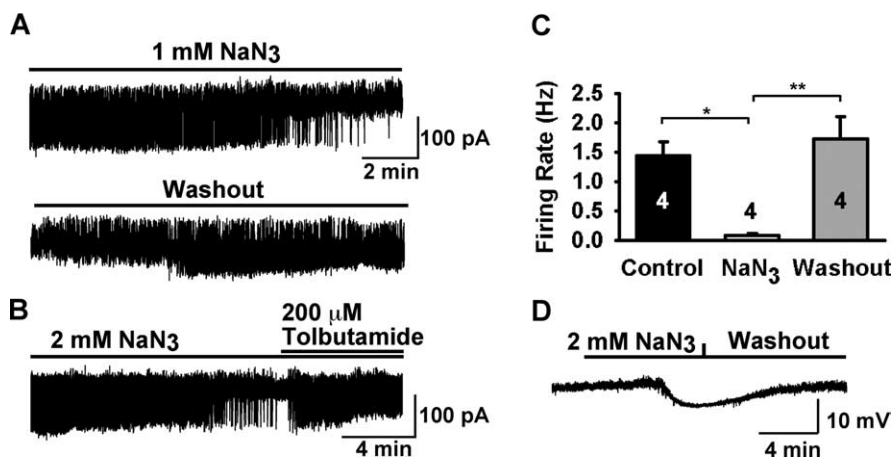 A
1 mM NaN3
100 pA
2 min
Washout
B
2 mM NaN3
200 μM
Tolbutamide
100 pA
4 min
C
Firing Rate (Hz)
2.5
2.0
1.5
1.0
0.5
0.0
*
**
4
4
4
Control NaN3 Washout
D
2 mM NaN3 Washout
10 mV
4 min